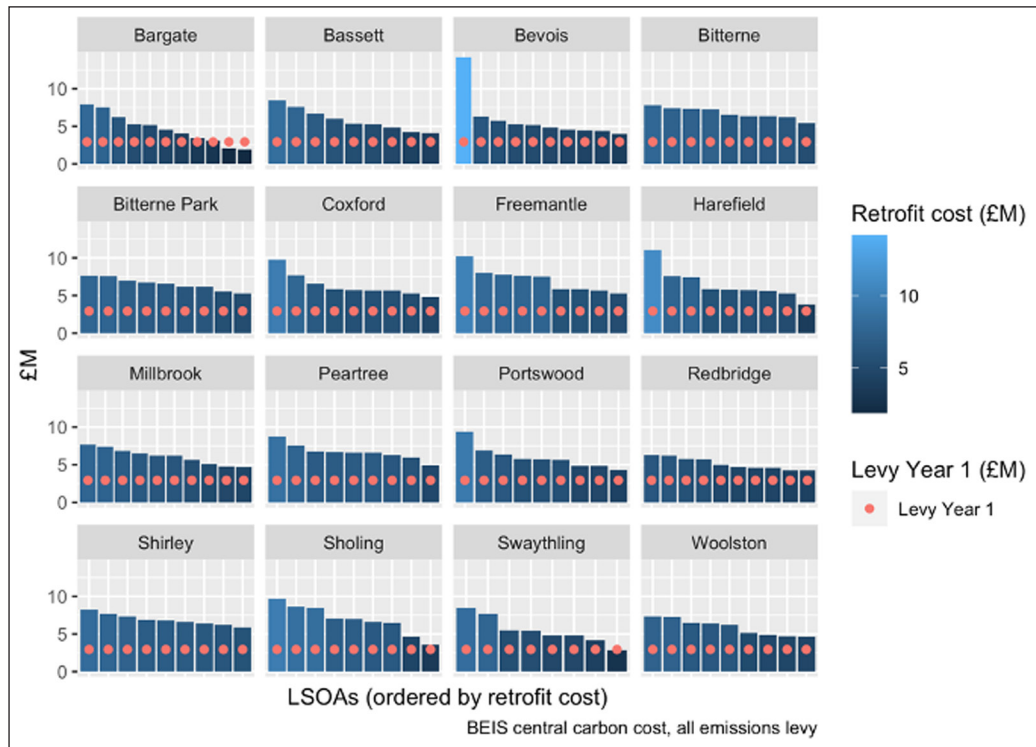 Bargate
Bassett
Bevois
Bitterne
10
5
0
Bitterne Park
Coxford
Freemantle
Harefield
10
5
0
Millbrook
Peartree
Portswood
Redbridge
10
5
0
Shirley
Sholing
Swaythling
Woolston
10
5
0
£M
LSOAs (ordered by retrofit cost)
BEIS central carbon cost, all emissions levy
Retrofit cost (£M)
10
5
Levy Year 1 (£M)
Levy Year 1